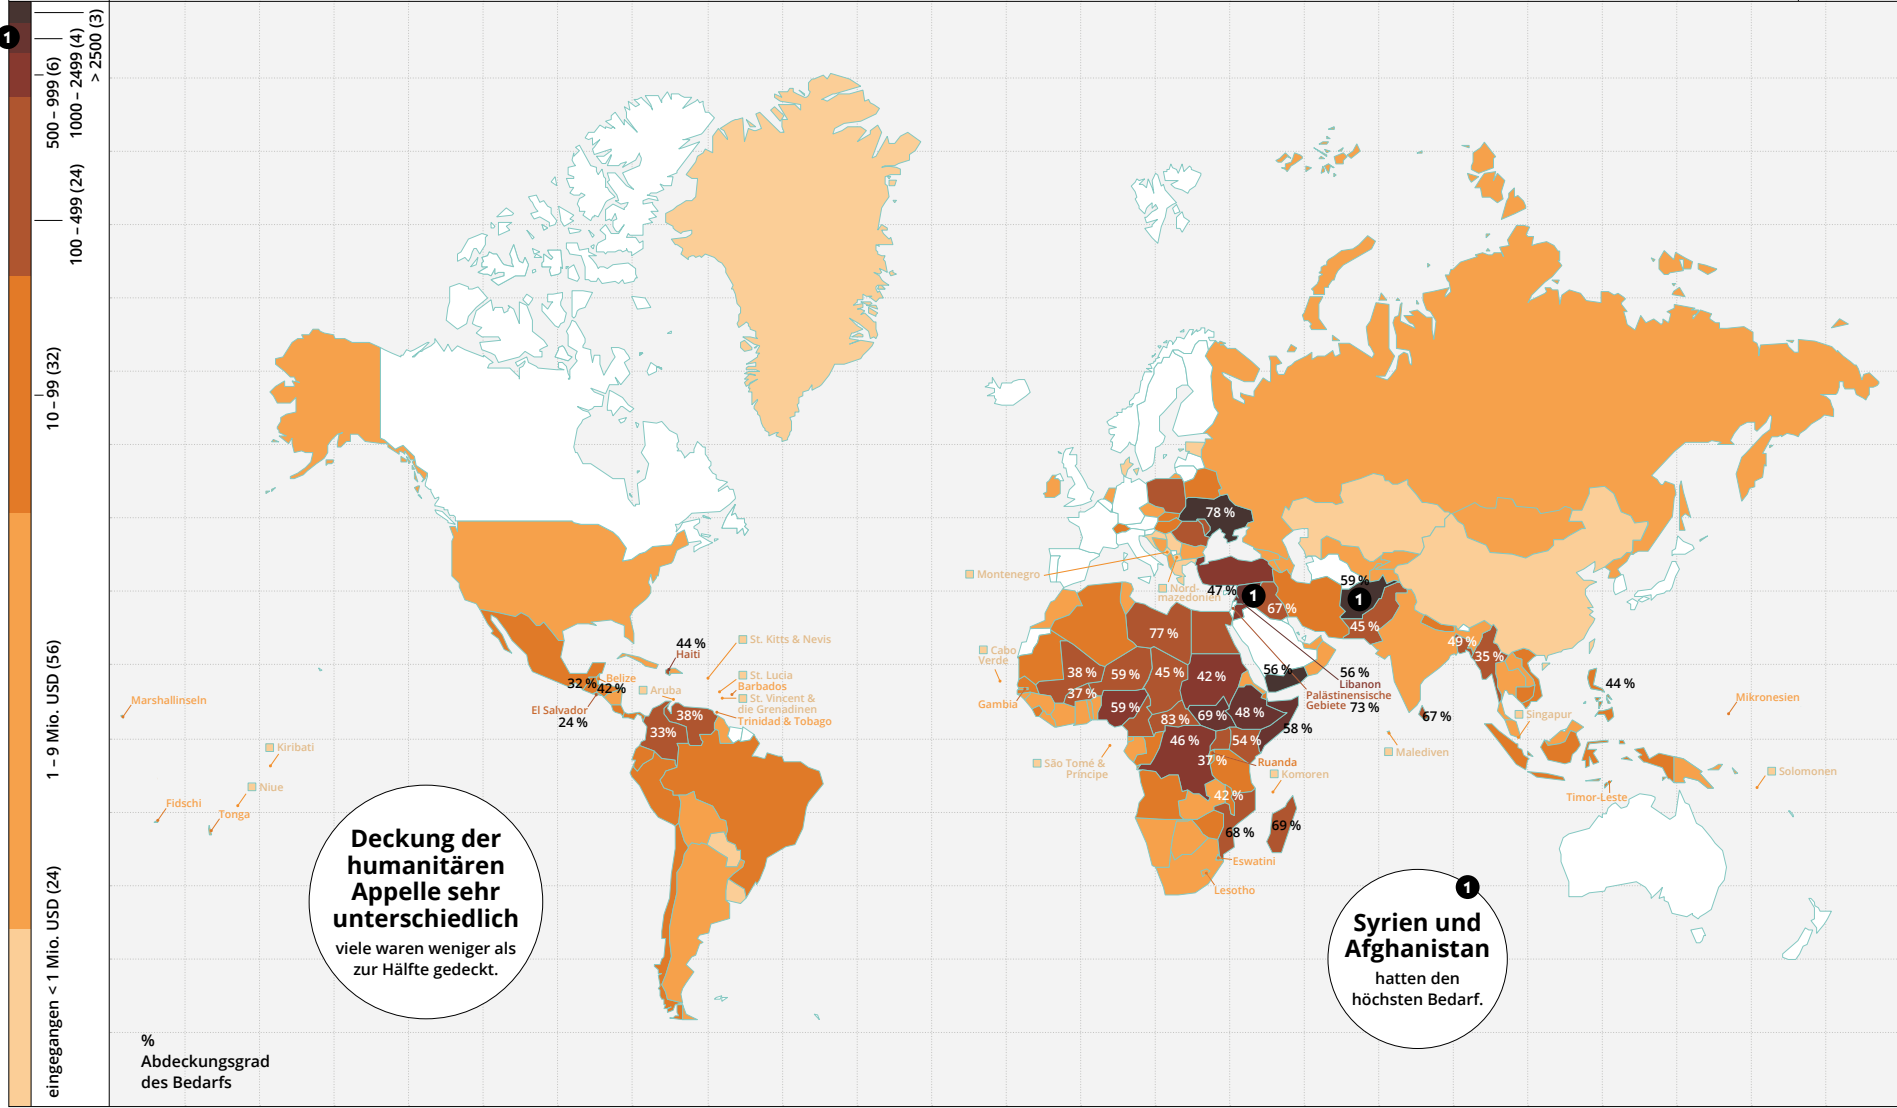 > 2500 (3)
1000 – 2499 (4)
500 – 999 (6)
100 – 499 (24)
10 – 99 (32)
1 – 9 Mio. USD (56)
eingegangen < 1 Mio. USD (24)
1
78 %
Montenegro
Nord-
mazedonien
47 %
1
59 %
1
67 %
45 %
49 %
35 %
77 %
44 %
Haiti
St. Kitts & Nevis
Cabo
Verde
38 %
59 %
45 %
42 %
56 %
56 %
Libanon
Palästinensische
Gebiete 73 %
32 %
Belize
42 %
Aruba
St. Lucia
Barbados
St. Vincent &
die Grenadinen
Trinidad & Tobago
37 %
Gambia
59 %
83 %
69 %
48 %
58 %
44 %
67 %
Singapur
Mikronesien
Marshallinseln
El Salvador
24 %
38%
33%
46 %
54 %
37 %
Ruanda
Komoren
Malediven
São Tomé &
Príncipe
Kiribati
Niue
Fidschi
Tonga
42 %
68 %
69 %
Timor-Leste
Solomonen
Eswatini
Lesotho
Deckung der
humanitären
Appelle sehr
unterschiedlich
viele waren weniger als
zur Hälfte gedeckt.
1
Syrien und
Afghanistan
hatten den
höchsten Bedarf.
%
Abdeckungsgrad
des Bedarfs